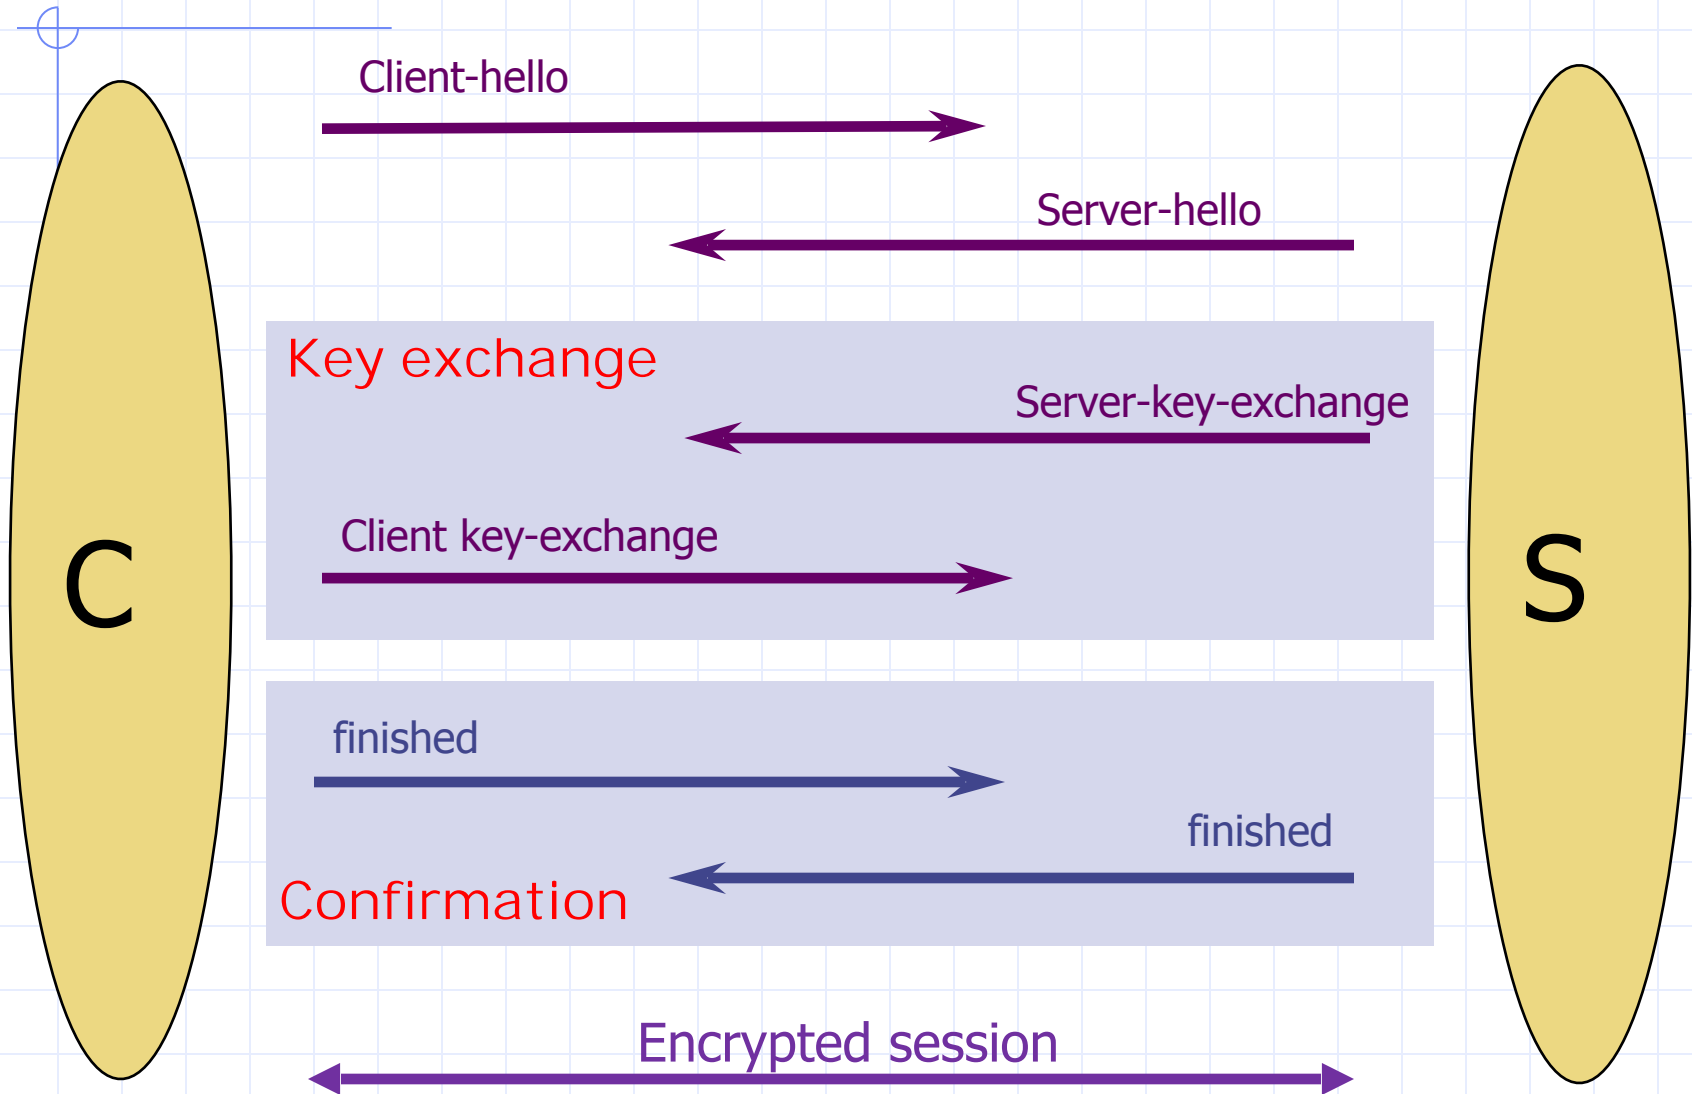 Client-hello
Server-hello
Key exchange
Server-key-exchange
Client key-exchange
C
S
finished
finished
Confirmation
Encrypted session